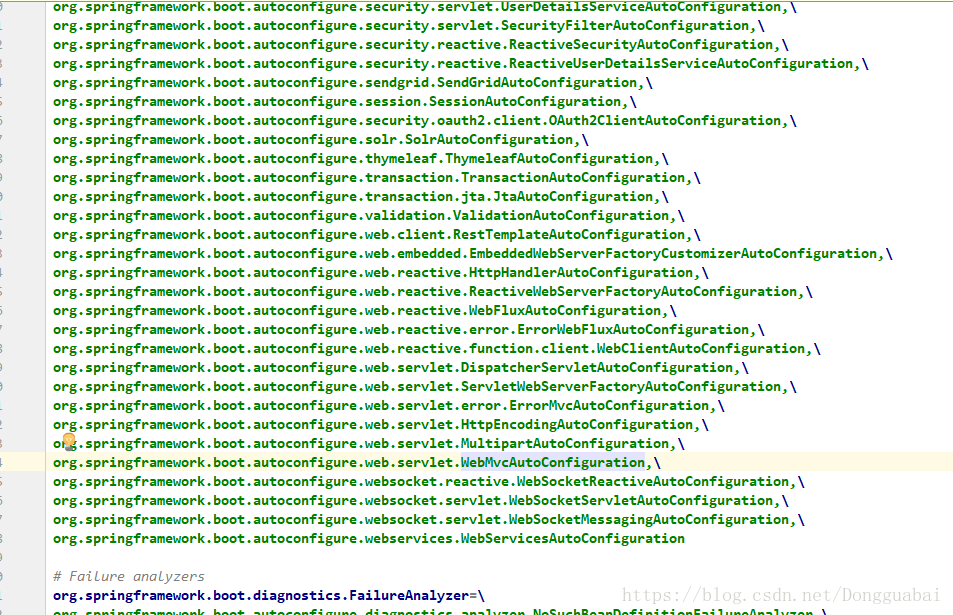 org.springframework.boot.autoconfigure.security.servlet.UserDetailsServiceAutoConfiguration,\
org.springframework.boot.autoconfigure.security.servlet.SecurityFilterAutoConfiguration,\
org.springframework.boot.autoconfigure.security.reactive.ReactiveSecurityAutoConfiguration,\
org.springframework.boot.autoconfigure.security.reactive.ReactiveUserDetailsServiceAutoConfiguration,\
org.springframework.boot.autoconfigure.sendgrid.SendGridAutoConfiguration,\
org.springframework.boot.autoconfigure.session.SessionAutoConfiguration,\
org.springframework.boot.autoconfigure.security.oauth2.client.OAuth2ClientAutoConfiguration,\
org.springframework.boot.autoconfigure.solr.SolrAutoConfiguration,\
org.springframework.boot.autoconfigure.thymeleaf.ThymeleafAutoConfiguration,\
org.springframework.boot.autoconfigure.transaction.TransactionAutoConfiguration,\
org.springframework.boot.autoconfigure.transaction.jta.JtaAutoConfiguration,\
org.springframework.boot.autoconfigure.validation.ValidationAutoConfiguration,\
org.springframework.boot.autoconfigure.web.client.RestTemplateAutoConfiguration,\
org.springframework.boot.autoconfigure.web.embedded.EmbeddedWebServerFactoryCustomizerAutoConfiguration,\
org.springframework.boot.autoconfigure.web.reactive.HttpHandlerAutoConfiguration,\
org.springframework.boot.autoconfigure.web.reactive.ReactiveWebServerFactoryAutoConfiguration,\
org.springframework.boot.autoconfigure.web.reactive.WebFluxAutoConfiguration,\
org.springframework.boot.autoconfigure.web.reactive.error.ErrorWebFluxAutoConfiguration,\
org.springframework.boot.autoconfigure.web.reactive.function.client.WebClientAutoConfiguration,\
org.springframework.boot.autoconfigure.web.servlet.DispatcherServletAutoConfiguration,\
org.springframework.boot.autoconfigure.web.servlet.ServletWebServerFactoryAutoConfiguration,\
org.springframework.boot.autoconfigure.web.servlet.error.ErrorMvcAutoConfiguration,\
org.springframework.boot.autoconfigure.web.servlet.HttpEncodingAutoConfiguration,\
org.springframework.boot.autoconfigure.web.servlet.MultipartAutoConfiguration,\
org.springframework.boot.autoconfigure.web.servlet.WebMvcAutoConfiguration,\
org.springframework.boot.autoconfigure.websocket.reactive.WebSocketReactiveAutoConfiguration,\
org.springframework.boot.autoconfigure.websocket.servlet.WebSocketServletAutoConfiguration,\
org.springframework.boot.autoconfigure.websocket.servlet.WebSocketMessagingAutoConfiguration,\
org.springframework.boot.autoconfigure.webservices.WebServicesAutoConfiguration
# Failure analyzers
org.springframework.boot.diagnostics.FailureAnalyzer=\
org.springframework.boot.autoconfigure.diagnostics.analyzer.NoSuchBeanDefinitionFailureAnalyzer,\
https://blog.csdn.net/Dongguabai